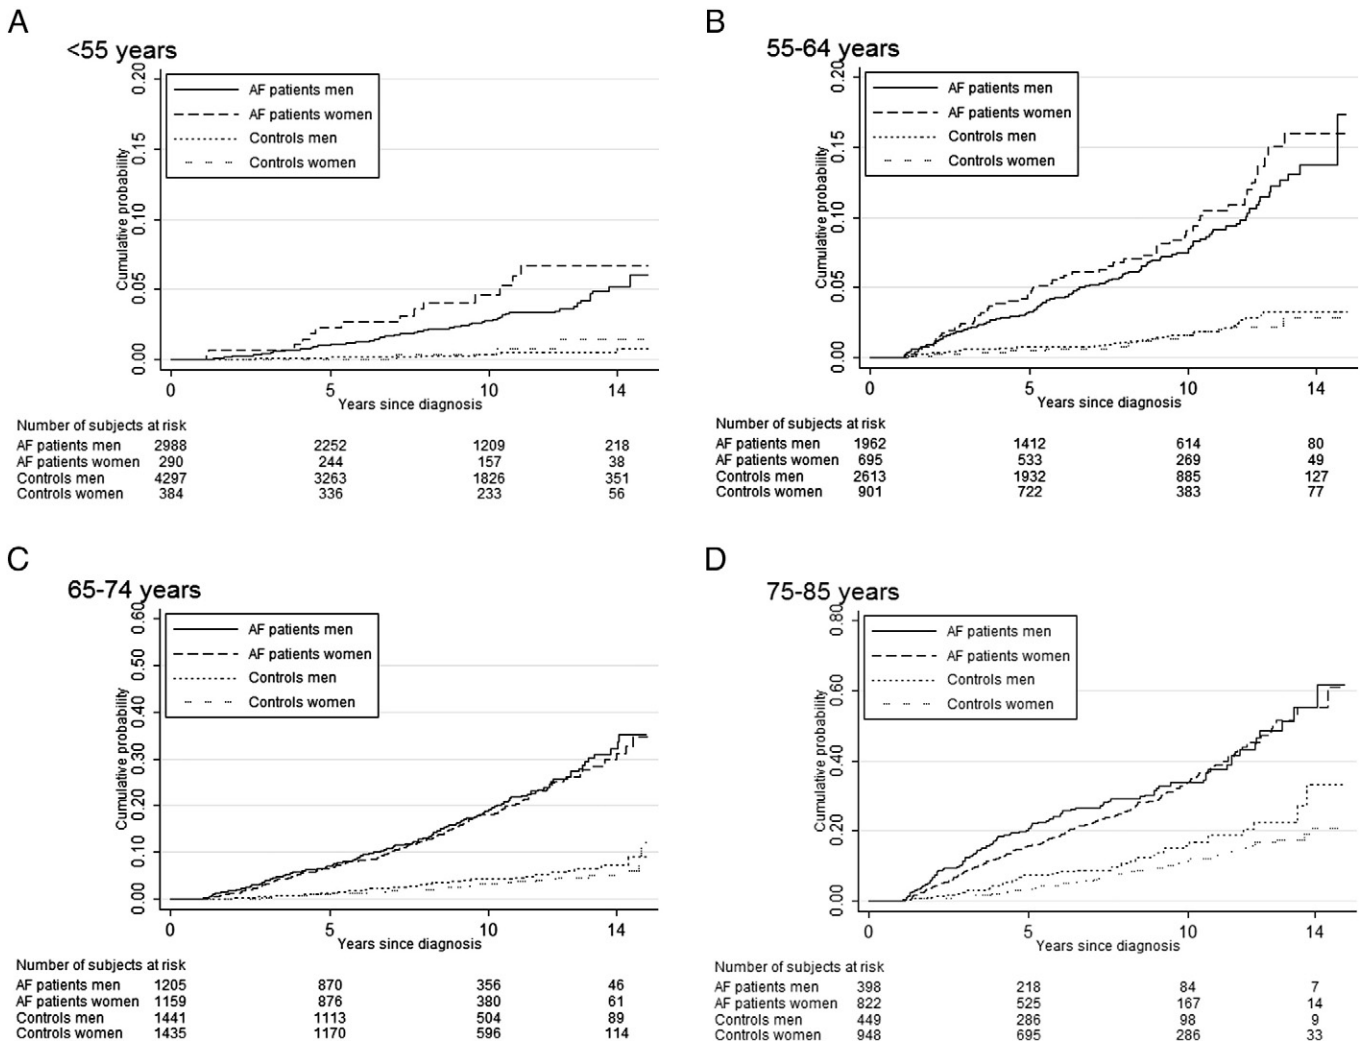 A
<55 years
0.20
0.15
0.10
0.05
0.00
Cumulative probability
AF patients men
AF patients women
Controls men
Controls women
0 5 10 14
Years since diagnosis
Number of subjects at risk
AF patients men 2988 2252 1209 218
AF patients women 290 244 157 38
Controls men 4297 3263 1826 351
Controls women 384 336 233 56
B
55-64 years
0.20
0.15
0.10
0.05
0.00
Cumulative probability
AF patients men
AF patients women
Controls men
Controls women
0 5 10 14
Years since diagnosis
Number of subjects at risk
AF patients men 1962 1412 614 80
AF patients women 695 533 269 49
Controls men 2613 1932 885 127
Controls women 901 722 383 77
C
65-74 years
0.60
0.50
0.40
0.30
0.20
0.10
0.00
Cumulative probability
AF patients men
AF patients women
Controls men
Controls women
0 5 10 14
Years since diagnosis
Number of subjects at risk
AF patients men 1205 870 356 46
AF patients women 1159 876 380 61
Controls men 1441 1113 504 89
Controls women 1435 1170 596 114
D
75-85 years
0.80
0.60
0.40
0.20
0.00
Cumulative probability
AF patients men
AF patients women
Controls men
Controls women
0 5 10 14
Years since diagnosis
Number of subjects at risk
AF patients men 398 218 84 7
AF patients women 822 525 167 14
Controls men 449 286 98 9
Controls women 948 695 286 33